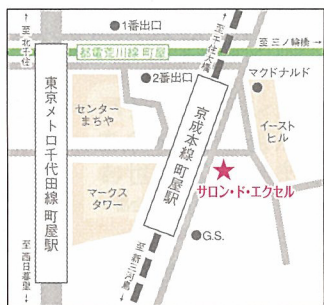 至北千住
1番出口
至千住大橋
至三ノ輪橋
都電荒川線 町屋
2番出口
マクドナルド
東京メトロ千代田線 町屋駅
センター
まちや
京成本線 町屋駅
イースト
ヒル
サロン・ド・エクセル
マークス
タワー
G.S.
至西日暮里
至新三河島